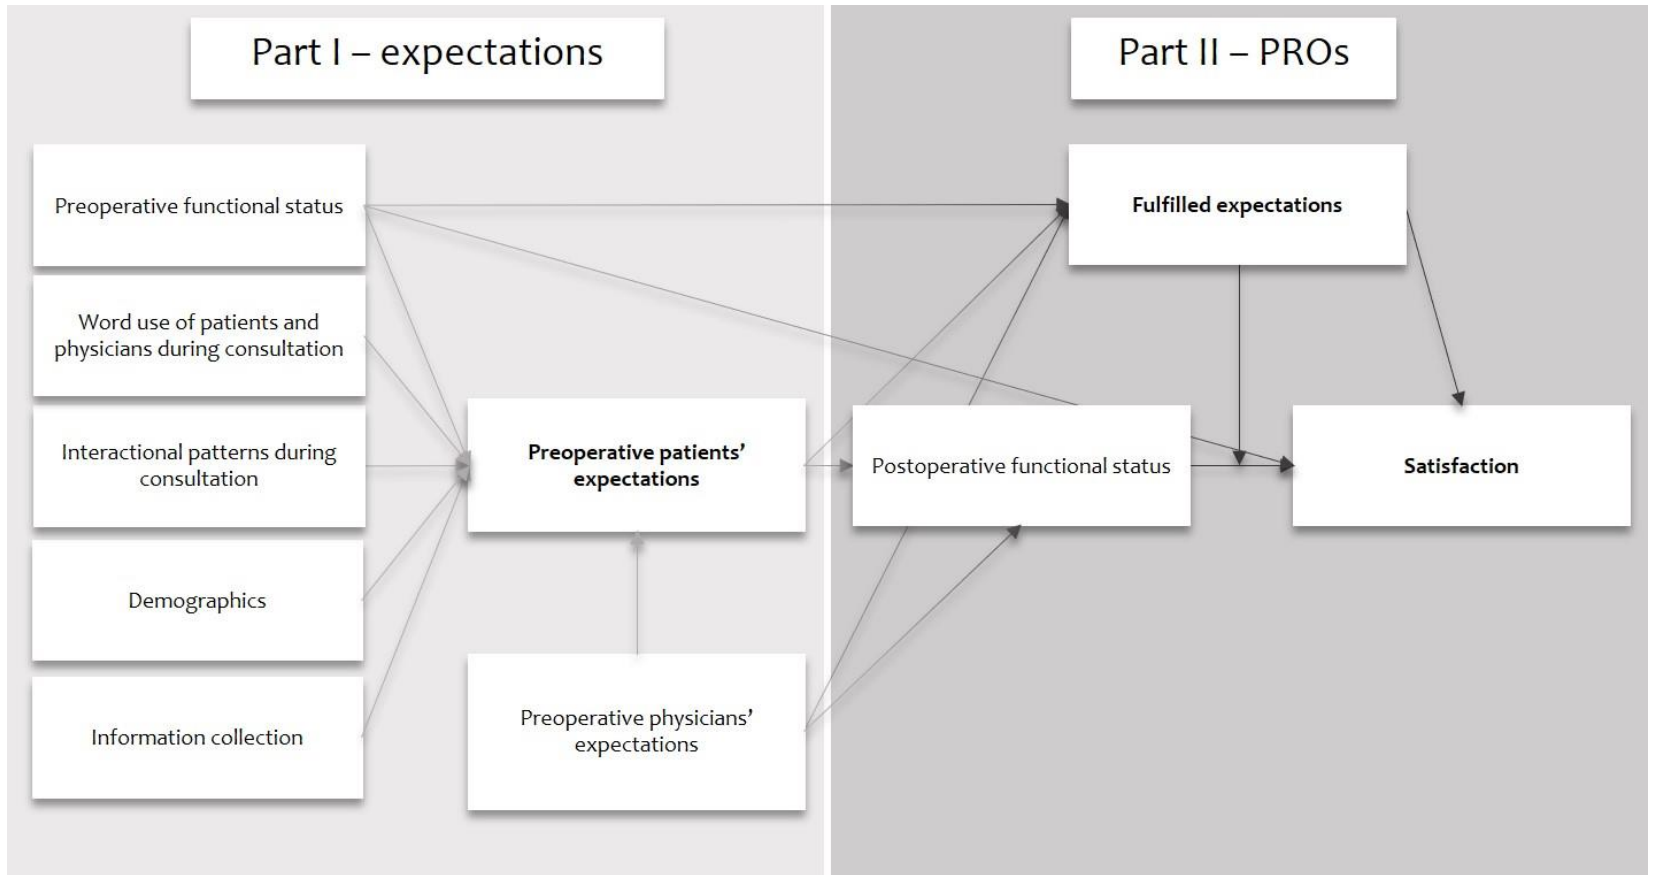 Part I – expectations
Part II – PROs
Preoperative functional status
Fulfilled expectations
Word use of patients and
physicians during consultation
Interactional patterns during
consultation
Preoperative patients’
expectations
Postoperative functional status
Satisfaction
Demographics
Information collection
Preoperative physicians’
expectations